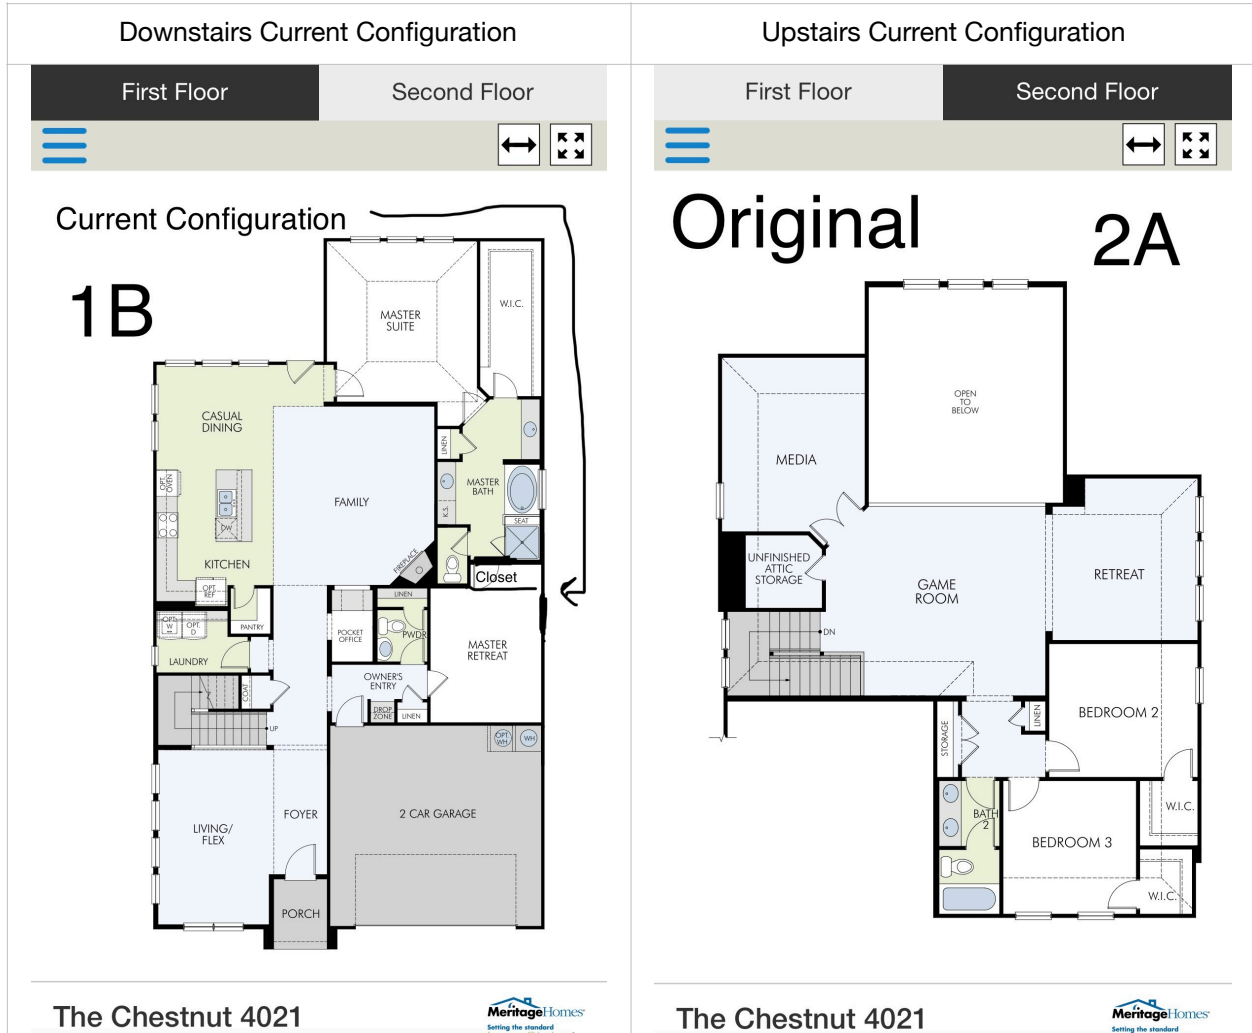 Downstairs Current Configuration
Upstairs Current Configuration
First Floor
Second Floor
First Floor
Second Floor
Current Configuration
1B
MASTER
SUITE
W.I.C.
CASUAL
DINING
LINEN
OPT.
OVEN
FAMILY
MASTER
BATH
K.S.
SEAT
DW
KITCHEN
FIREPLACE
Closet
OPT.
REF
LINEN
PANTRY
OPT.
W
OPT.
D
POCKET
OFFICE
PWDR
MASTER
RETREAT
LAUNDRY
OWNER'S
ENTRY
COAT
DROP
ZONE
LINEN
UP
OPT.
WH
WH
LIVING/
FLEX
FOYER
2 CAR GARAGE
PORCH
The Chestnut 4021
MeritageHomes
Setting the standard
Original
2A
OPEN
TO
BELOW
MEDIA
UNFINISHED
ATTIC
STORAGE
GAME
ROOM
RETREAT
DN
STORAGE
LINEN
BEDROOM 2
BATH
2
W.I.C.
BEDROOM 3
W.I.C.
The Chestnut 4021
MeritageHomes
Setting the standard